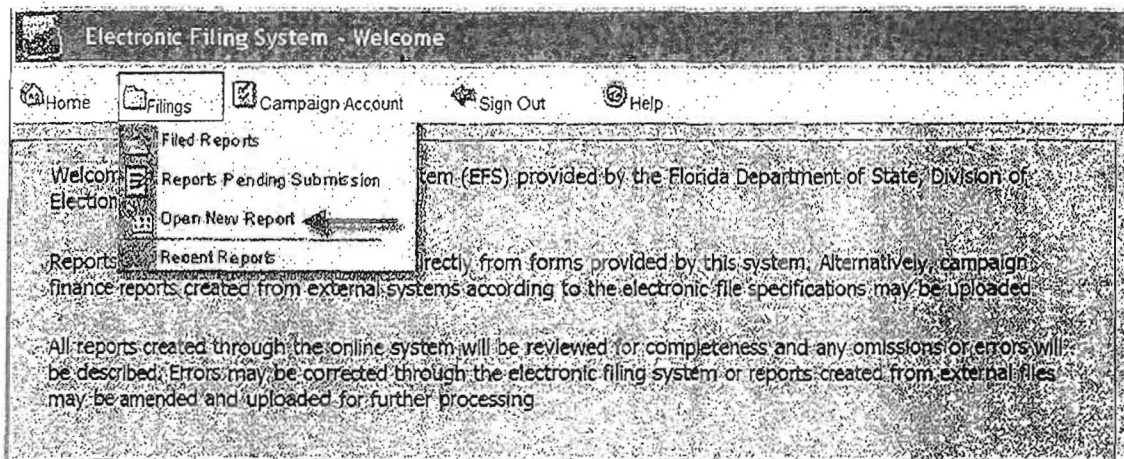 Electronic Filing System - Welcome
Home Filings Campaign Account Sign Out Help
Filed Reports
Reports Pending Submission
Open New Report
Recent Reports
Welcom tem (EFS) provided by the Florida Department of State, Division of
Election
Reports rectly from forms provided by this system. Alternatively, campaign
finance reports created from external systems according to the electronic file specifications may be uploaded
All reports created through the online system will be reviewed for completeness and any omissions or errors will
be described. Errors may be corrected through the electronic filing system or reports created from external files
may be amended and uploaded for further processing